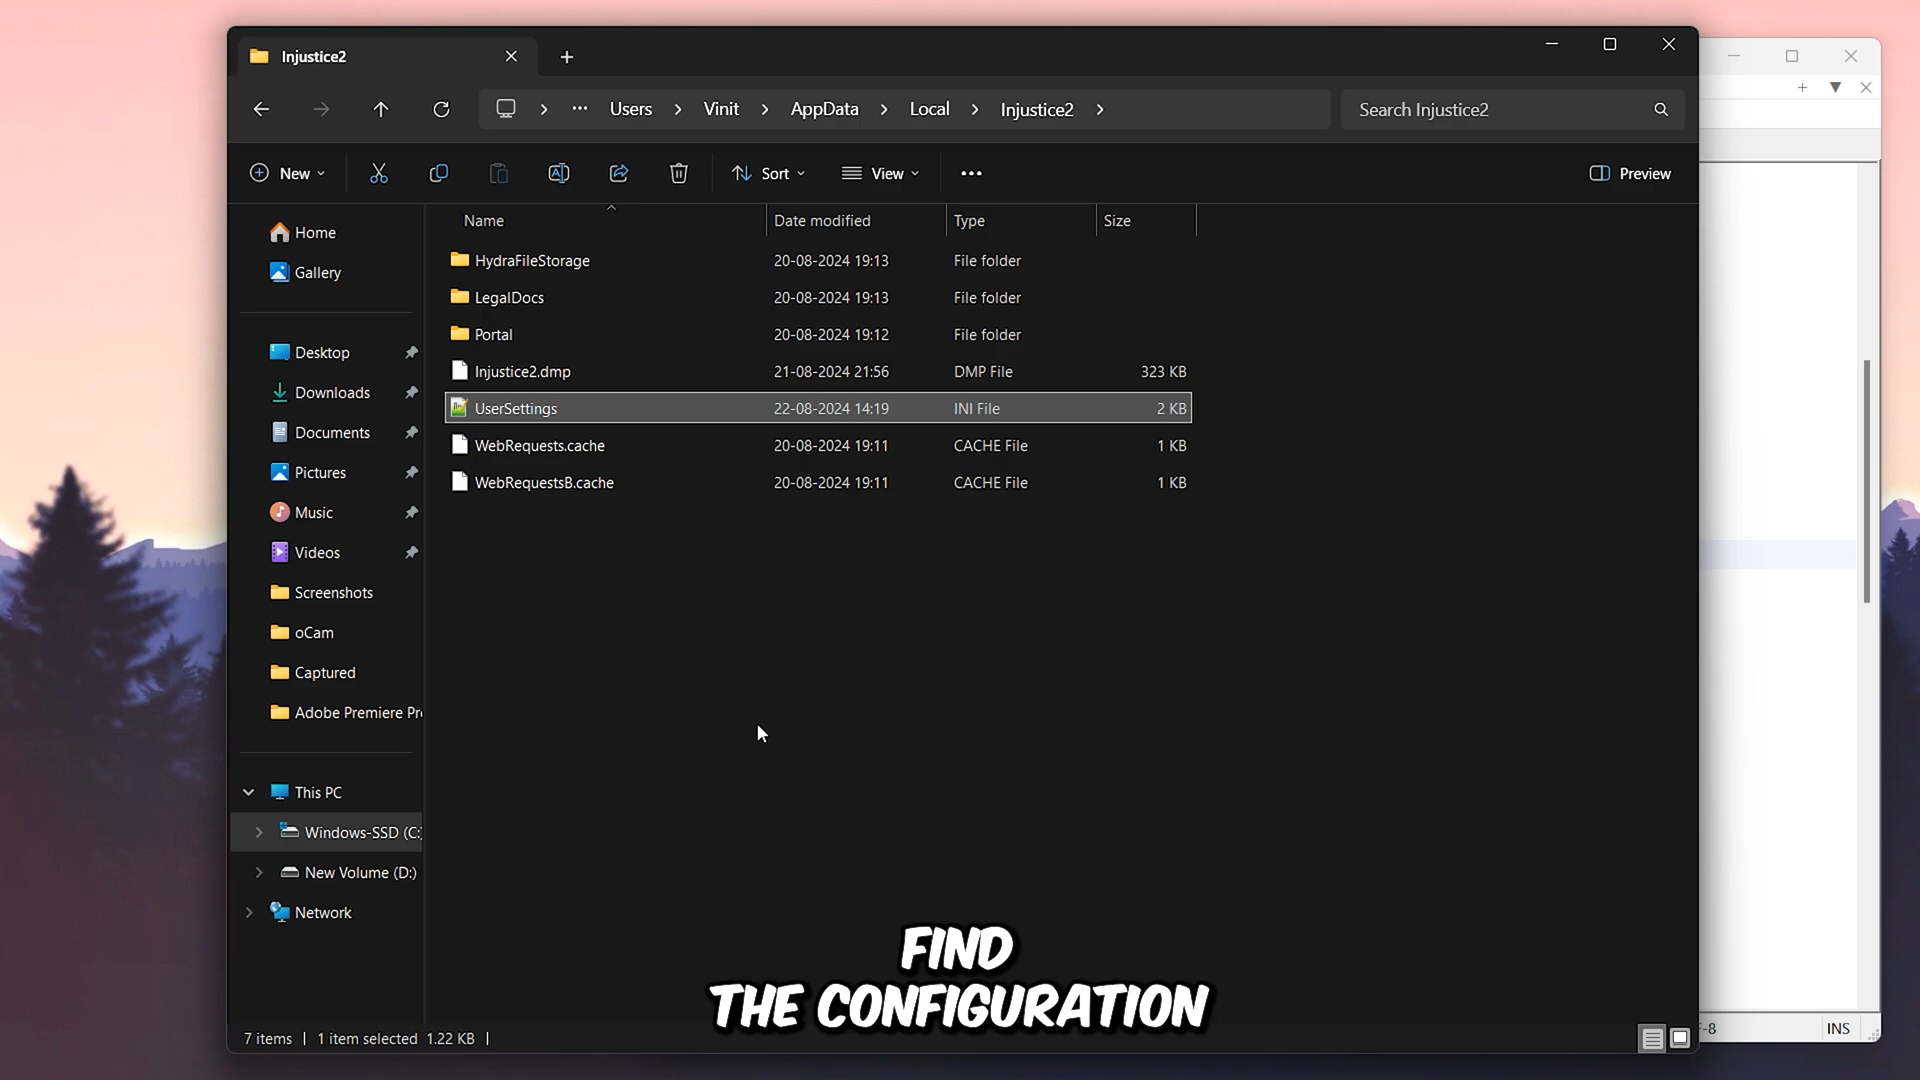 Injustice2
Users
Vinit
AppData
Local
Injustice2
Search Injustice2
New
Sort
View
Preview
Name
Date modified
Type
Size
Home
Gallery
Desktop
Downloads
Documents
Pictures
Music
Videos
Screenshots
oCam
Captured
Adobe Premiere Pr
This PC
Windows-SSD (C:
New Volume (D:)
Network
HydraFileStorage 20-08-2024 19:13 File folder
LegalDocs 20-08-2024 19:13 File folder
Portal 20-08-2024 19:12 File folder
Injustice2.dmp 21-08-2024 21:56 DMP File 323 KB
UserSettings 22-08-2024 14:19 INI File 2 KB
WebRequests.cache 20-08-2024 19:11 CACHE File 1 KB
WebRequestsB.cache 20-08-2024 19:11 CACHE File 1 KB
FIND
THE CONFIGURATION
7 items 1 item selected 1.22 KB
-8 INS